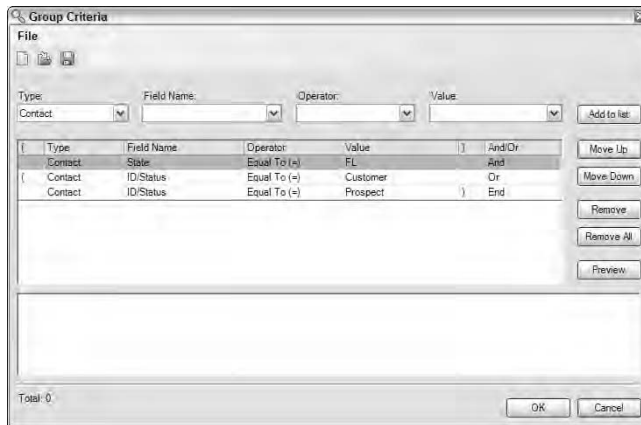 Group Criteria
File
Type: Field Name: Operator: Value:
Contact Add to list
( Type Field Name Operator Value ) And/Or Move Up
Contact State Equal To (=) FL And
( Contact ID/Status Equal To (=) Customer Or Move Down
Contact ID/Status Equal To (=) Prospect ) End
Remove
Remove All
Preview
Total: 0
OK Cancel